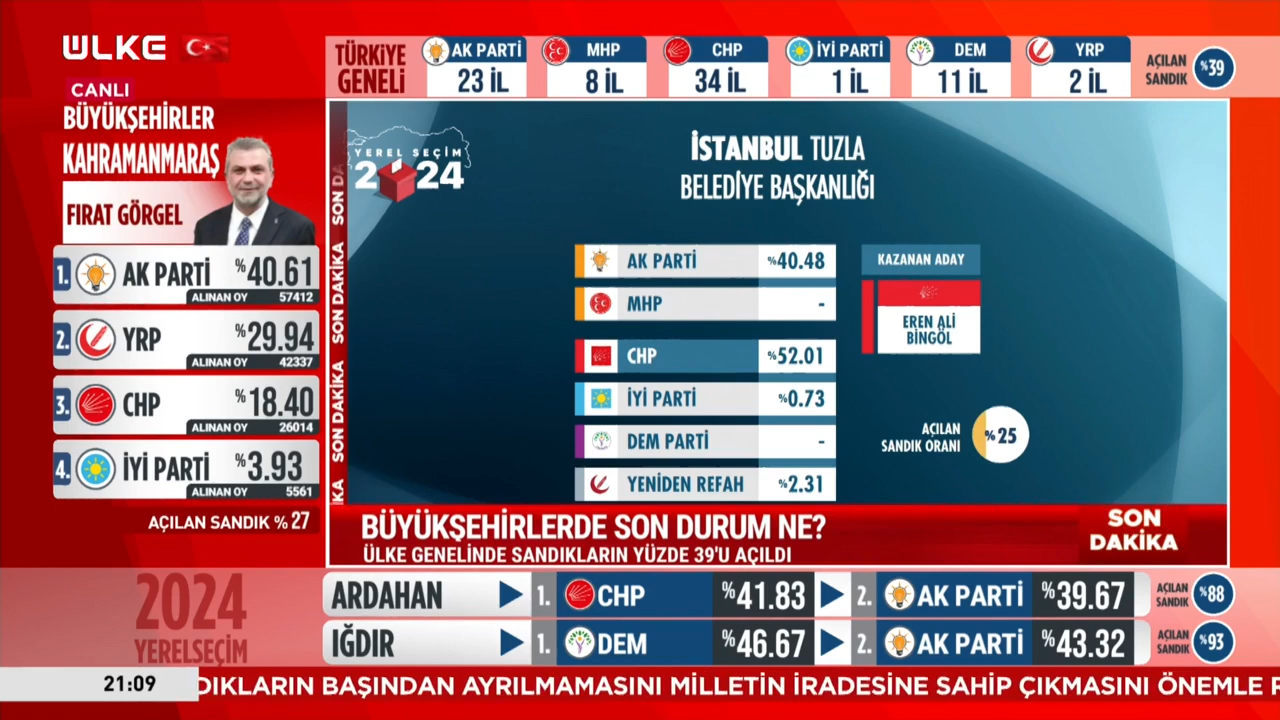 ÜLKE
CANLI
BÜYÜKŞEHİRLER
KAHRAMANMARAŞ
FIRAT GÖRGEL
1. AK PARTİ %40.61
ALINAN OY 57412
2. YRP %29.94
ALINAN OY 42337
3. CHP %18.40
ALINAN OY 26014
4. İYİ PARTİ %3.93
ALINAN OY 5561
AÇILAN SANDIK %27
TÜRKİYE GENELİ
AK PARTİ 23 İL
MHP 8 İL
CHP 34 İL
İYİ PARTİ 1 İL
DEM 11 İL
YRP 2 İL
AÇILAN SANDIK %39
YEREL SEÇİM
2024
İSTANBUL TUZLA
BELEDİYE BAŞKANLIĞI
AK PARTİ %40.48
MHP -
CHP %52.01
İYİ PARTİ %0.73
DEM PARTİ -
YENİDEN REFAH %2.31
KAZANAN ADAY
EREN ALİ
BİNGÖL
AÇILAN
SANDIK ORANI
%25
SON DA
SON DAKİKA
SON DAKİKA
KA
BÜYÜKŞEHİRLERDE SON DURUM NE?
ÜLKE GENELİNDE SANDIKLARIN YÜZDE 39'U AÇILDI
SON
DAKİKA
2024
YERELSEÇİM
ARDAHAN 1. CHP %41.83 2. AK PARTİ %39.67 AÇILAN SANDIK %88
IĞDIR 1. DEM %46.67 2. AK PARTİ %43.32 AÇILAN SANDIK %93
21:09 DIKLARIN BAŞINDAN AYRILMAMASINI MİLLETİN İRADESİNE SAHİP ÇIKMASINI ÖNEMLE R